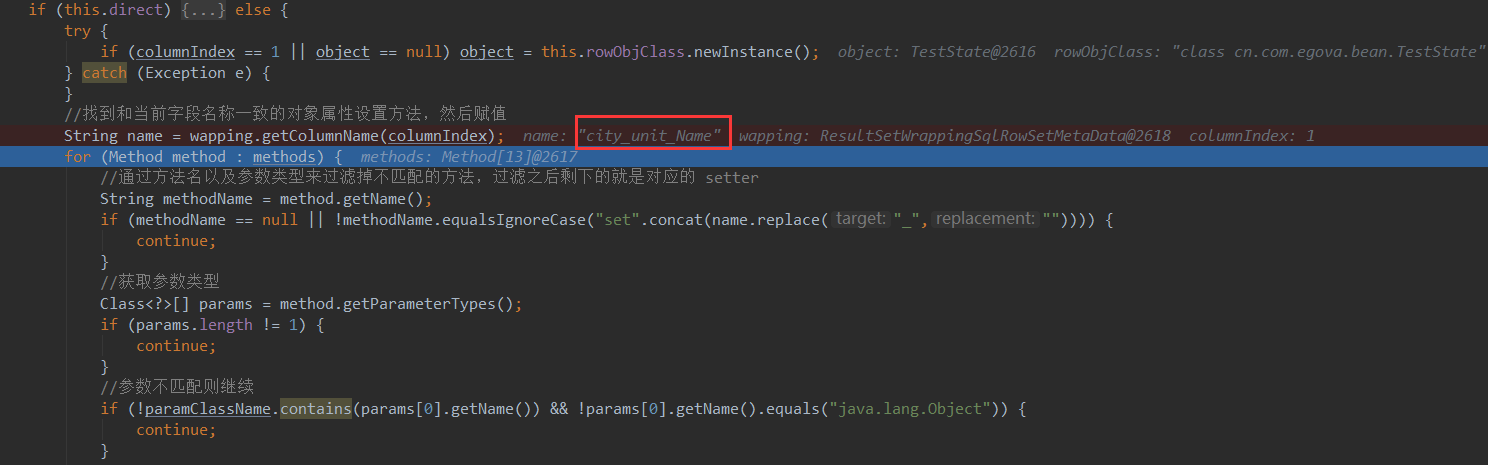 if (this.direct) {...} else {
try {
if (columnIndex == 1 || object == null) object = this.rowObjClass.newInstance(); object: TestState@2616 rowObjClass: "class cn.com.egova.bean.TestState"
} catch (Exception e) {
}
//找到和当前字段名称一致的对象属性设置方法，然后赋值
String name = wapping.getColumnName(columnIndex); name: "city_unit_Name" wapping: ResultSetWrappingSqlRowSetMetaData@2618 columnIndex: 1
for (Method method : methods) { methods: Method[13]@2617
//通过方法名以及参数类型来过滤掉不匹配的方法，过滤之后剩下的就是对应的 setter
String methodName = method.getName();
if (methodName == null || !methodName.equalsIgnoreCase("set".concat(name.replace( target: "_", replacement: "")))) {
continue;
}
//获取参数类型
Class<?>[] params = method.getParameterTypes();
if (params.length != 1) {
continue;
}
//参数不匹配则继续
if (!paramClassName.contains(params[0].getName()) && !params[0].getName().equals("java.lang.Object")) {
continue;
}